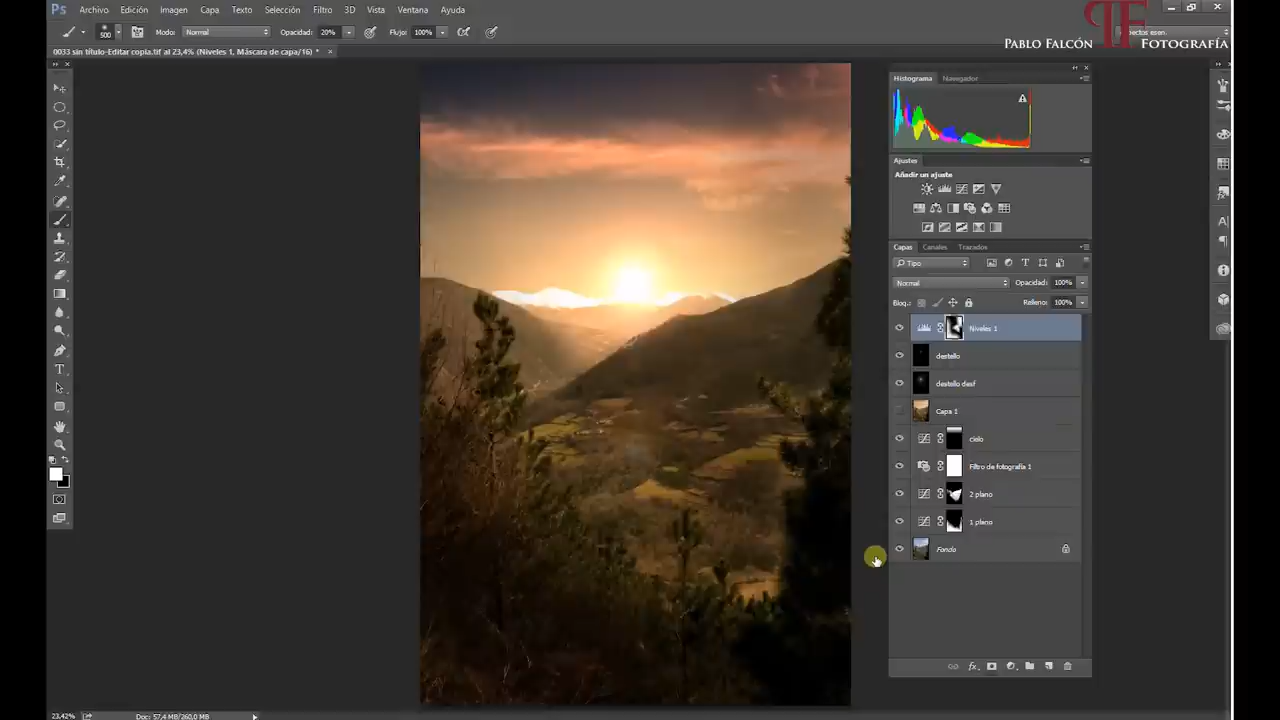 Ps Archivo Edición Imagen Capa Texto Selección Filtro 3D Vista Ventana Ayuda
500 Modo: Normal Opacidad: 20% Flujo: 100%
PABLO FALCÓN FOTOGRAFÍA
0033 sin título-Editar copia.tif al 23,4% (Niveles 1, Máscara de capa/16) * ×
Histograma Navegador
Ajustes
Añadir un ajuste
Capas Canales Trazados
Tipo
Normal Opacidad: 100%
Bloq.: Relleno: 100%
Niveles 1
destello
destello desf
Capa 1
cielo
Filtro de fotografía 1
2 plano
1 plano
Fondo
23,42% Doc: 57,4 MB/260,0 MB